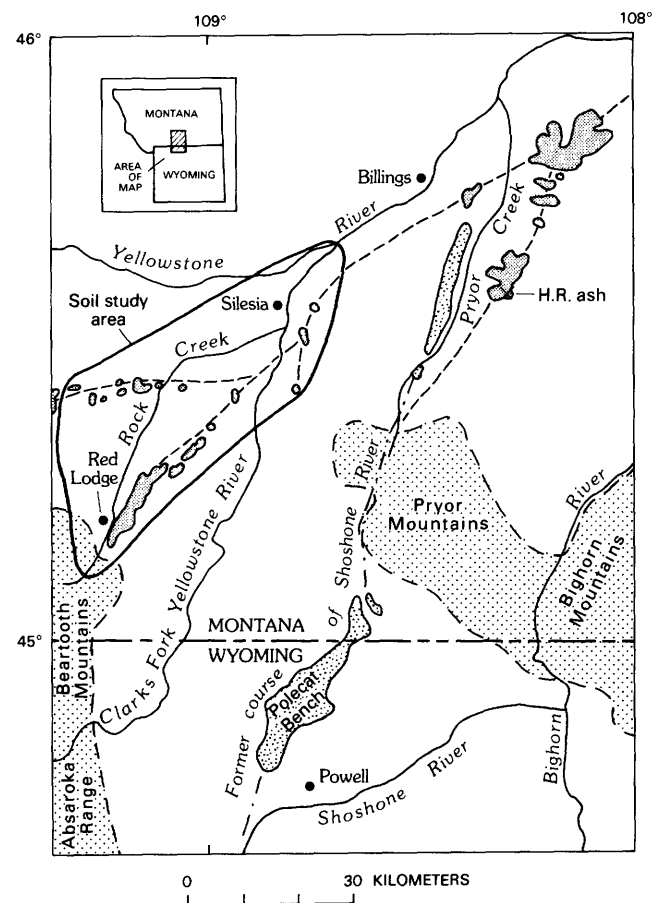 109°
108°
46°
MONTANA
AREA
OF
MAP
WYOMING
Billings
River
Yellowstone
Creek
Pryor
H.R. ash
Soil study
area
Silesia
Creek
Rock
Red
Lodge
Clarks Fork Yellowstone River
Former course of Shoshone River
Pryor
Mountains
River
Bighorn
Mountains
Beartooth
Mountains
45°
MONTANA
WYOMING
Polecat
Bench
Absaroka
Range
Powell
Shoshone River
Bighorn
0 30 KILOMETERS